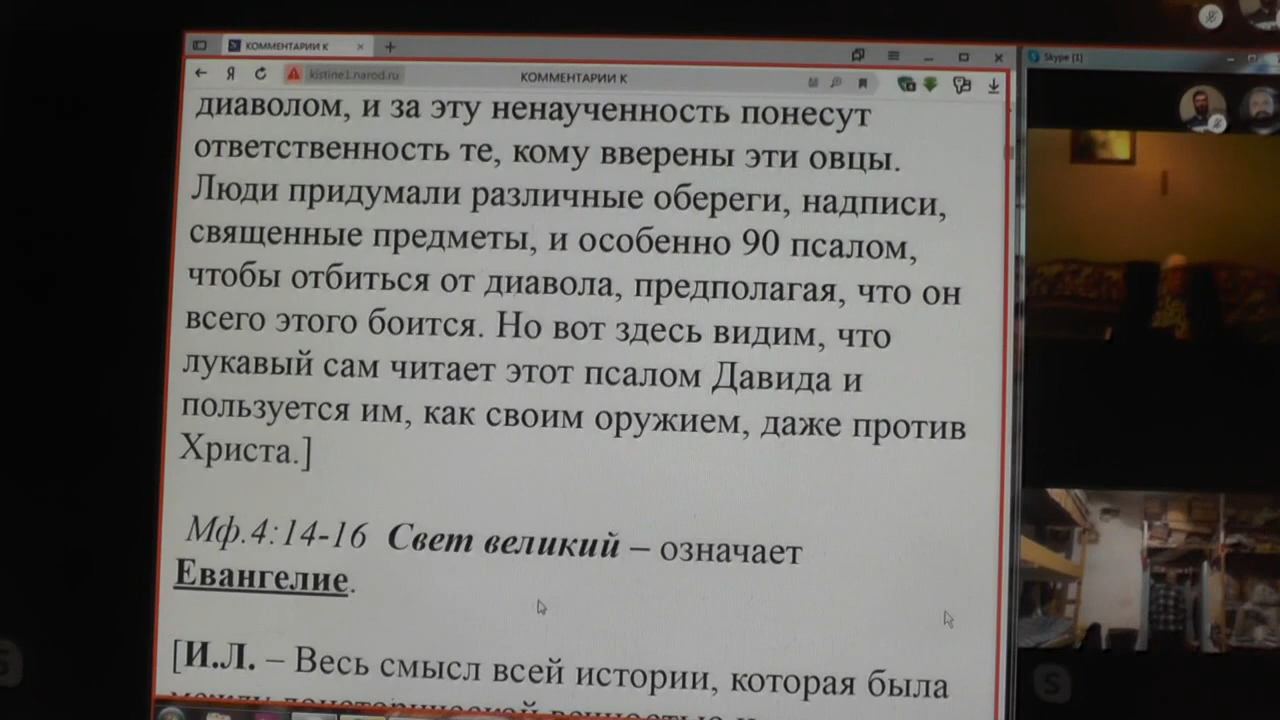 КОММЕНТАРИИ К
Skype [1]
Я
kistine1.narod.ru
КОММЕНТАРИИ К
диаволом, и за эту ненаученность понесут
ответственность те, кому вверены эти овцы.
Люди придумали различные обереги, надписи,
священные предметы, и особенно 90 псалом,
чтобы отбиться от диавола, предполагая, что он
всего этого боится. Но вот здесь видим, что
лукавый сам читает этот псалом Давида и
пользуется им, как своим оружием, даже против
Христа.]
Мф.4:14-16 Свет великий – означает
Евангелие.
[И.Л. – Весь смысл всей истории, которая была